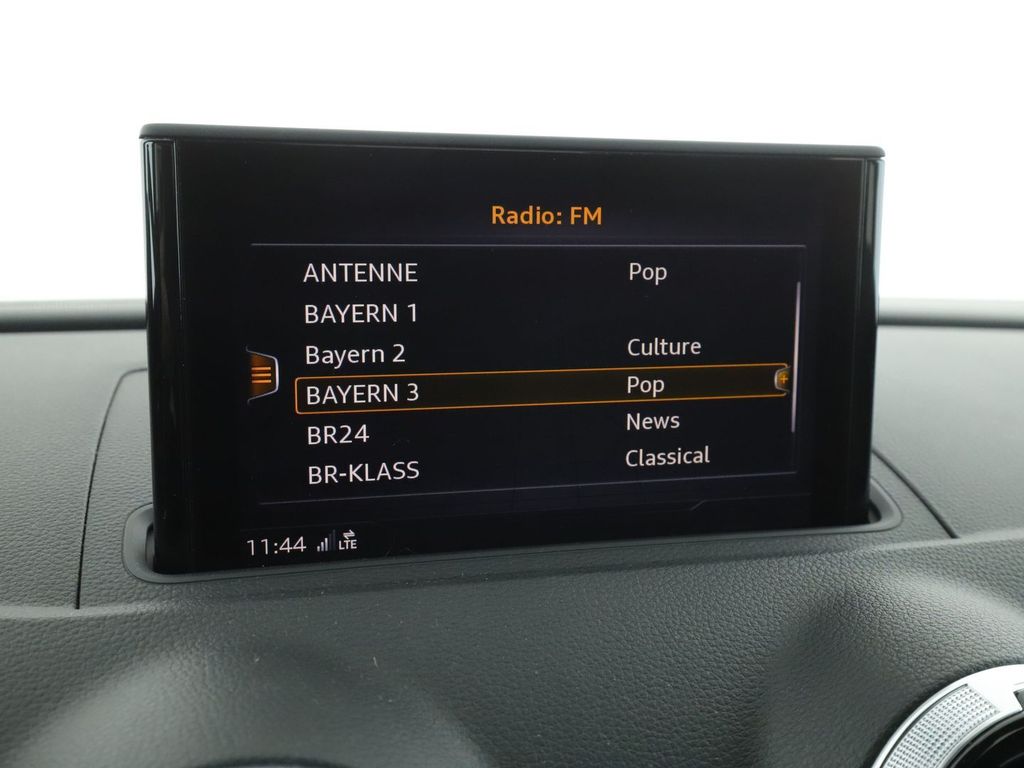 Radio: FM
ANTENNE Pop
BAYERN 1
Bayern 2 Culture
BAYERN 3 Pop
BR24 News
BR-KLASS Classical
11:44 LTE